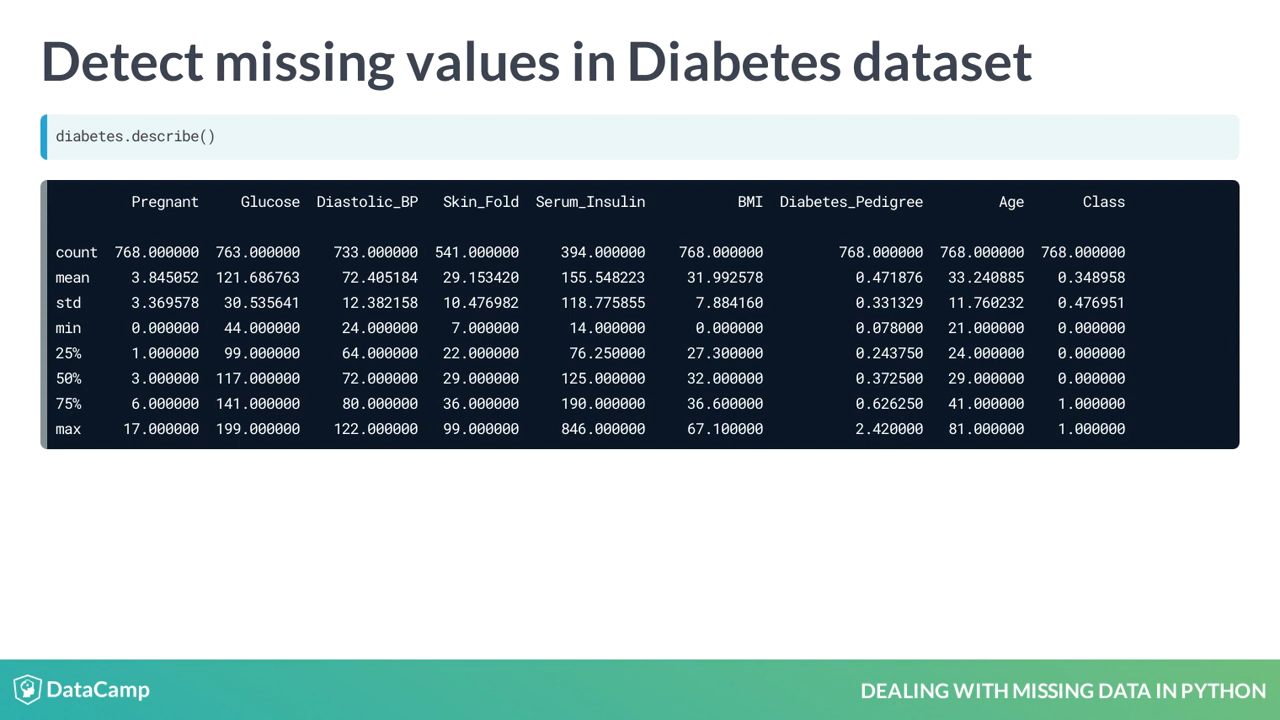 Detect missing values in Diabetes dataset
diabetes.describe()
Pregnant Glucose Diastolic_BP Skin_Fold Serum_Insulin BMI Diabetes_Pedigree Age Class
count 768.000000 763.000000 733.000000 541.000000 394.000000 768.000000 768.000000 768.000000 768.000000
mean 3.845052 121.686763 72.405184 29.153420 155.548223 31.992578 0.471876 33.240885 0.348958
std 3.369578 30.535641 12.382158 10.476982 118.775855 7.884160 0.331329 11.760232 0.476951
min 0.000000 44.000000 24.000000 7.000000 14.000000 0.000000 0.078000 21.000000 0.000000
25% 1.000000 99.000000 64.000000 22.000000 76.250000 27.300000 0.243750 24.000000 0.000000
50% 3.000000 117.000000 72.000000 29.000000 125.000000 32.000000 0.372500 29.000000 0.000000
75% 6.000000 141.000000 80.000000 36.000000 190.000000 36.600000 0.626250 41.000000 1.000000
max 17.000000 199.000000 122.000000 99.000000 846.000000 67.100000 2.420000 81.000000 1.000000
DataCamp
DEALING WITH MISSING DATA IN PYTHON